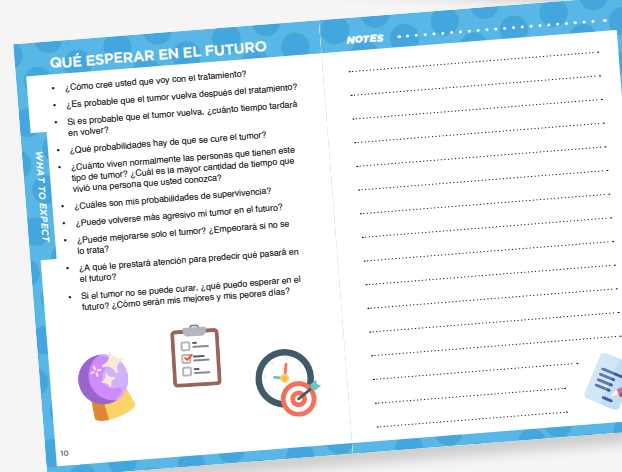 QUÉ ESPERAR EN EL FUTURO
• ¿Cómo cree usted que voy con el tratamiento?
• ¿Es probable que el tumor vuelva después del tratamiento?
• Si es probable que el tumor vuelva, ¿cuánto tiempo tardará
en volver?
• ¿Qué probabilidades hay de que se cure el tumor?
• ¿Cuánto viven normalmente las personas que tienen este
tipo de tumor? ¿Cuál es la mayor cantidad de tiempo que
vivió una persona que usted conozca?
• ¿Cuáles son mis probabilidades de supervivencia?
• ¿Puede volverse más agresivo mi tumor en el futuro?
• ¿Puede mejorarse solo el tumor? ¿Empeorará si no se
lo trata?
• ¿A qué le prestará atención para predecir qué pasará en
el futuro?
• Si el tumor no se puede curar, ¿qué puedo esperar en el
futuro? ¿Cómo serán mis mejores y mis peores días?
WHAT TO EXPECT
10
NOTES